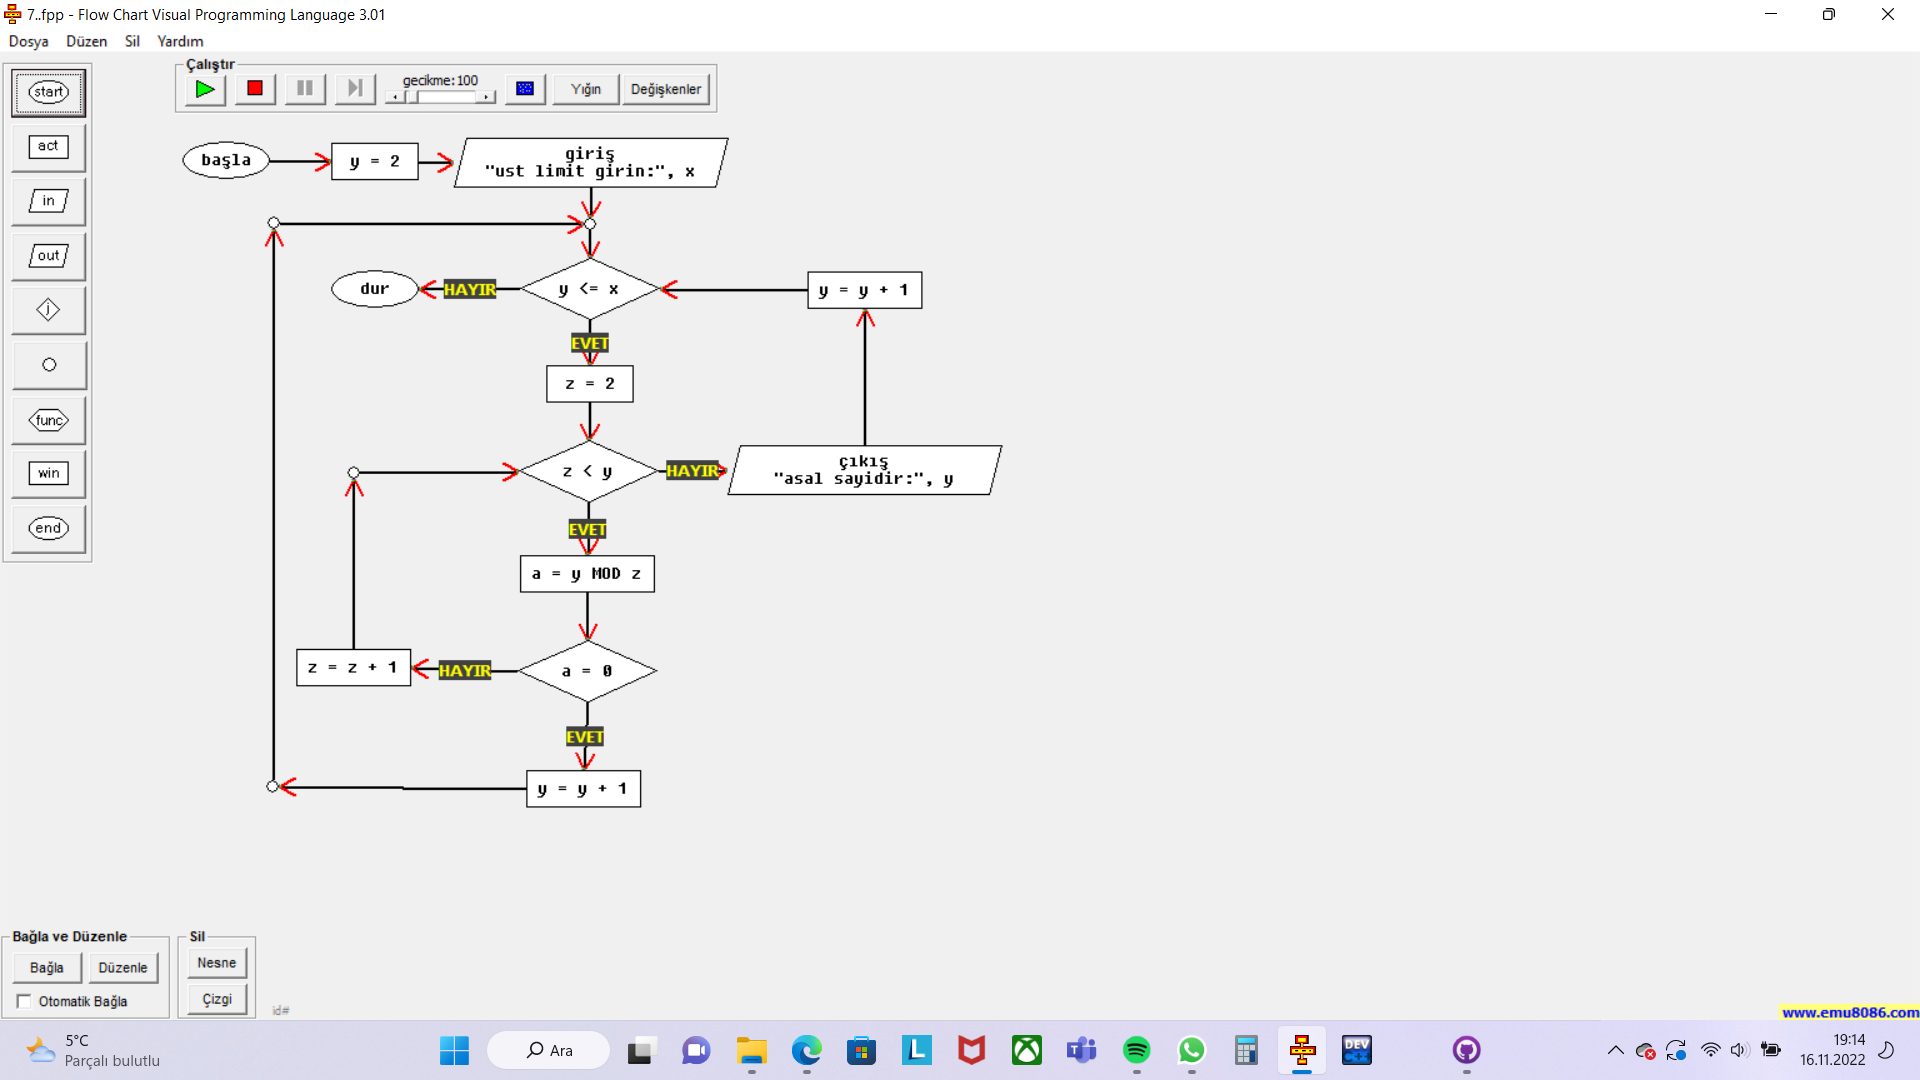 7..fpp - Flow Chart Visual Programming Language 3.01
Dosya Düzen Sil Yardım
Çalıştır
gecikme:100
Yığın
Değişkenler
start
act
in
out
j
func
win
end
başla
y = 2
giriş
"ust limit girin:", x
dur
HAYIR
y <= x
y = y + 1
EVET
z = 2
z < y
HAYIR
çıkış
"asal sayidir:", y
EVET
a = y MOD z
z = z + 1
HAYIR
a = 0
EVET
y = y + 1
Bağla ve Düzenle
Bağla
Düzenle
Otomatik Bağla
Sil
Nesne
Çizgi
id#
www.emu8086.com
5°C
Parçalı bulutlu
Ara
L
DEV
C++
19:14
16.11.2022